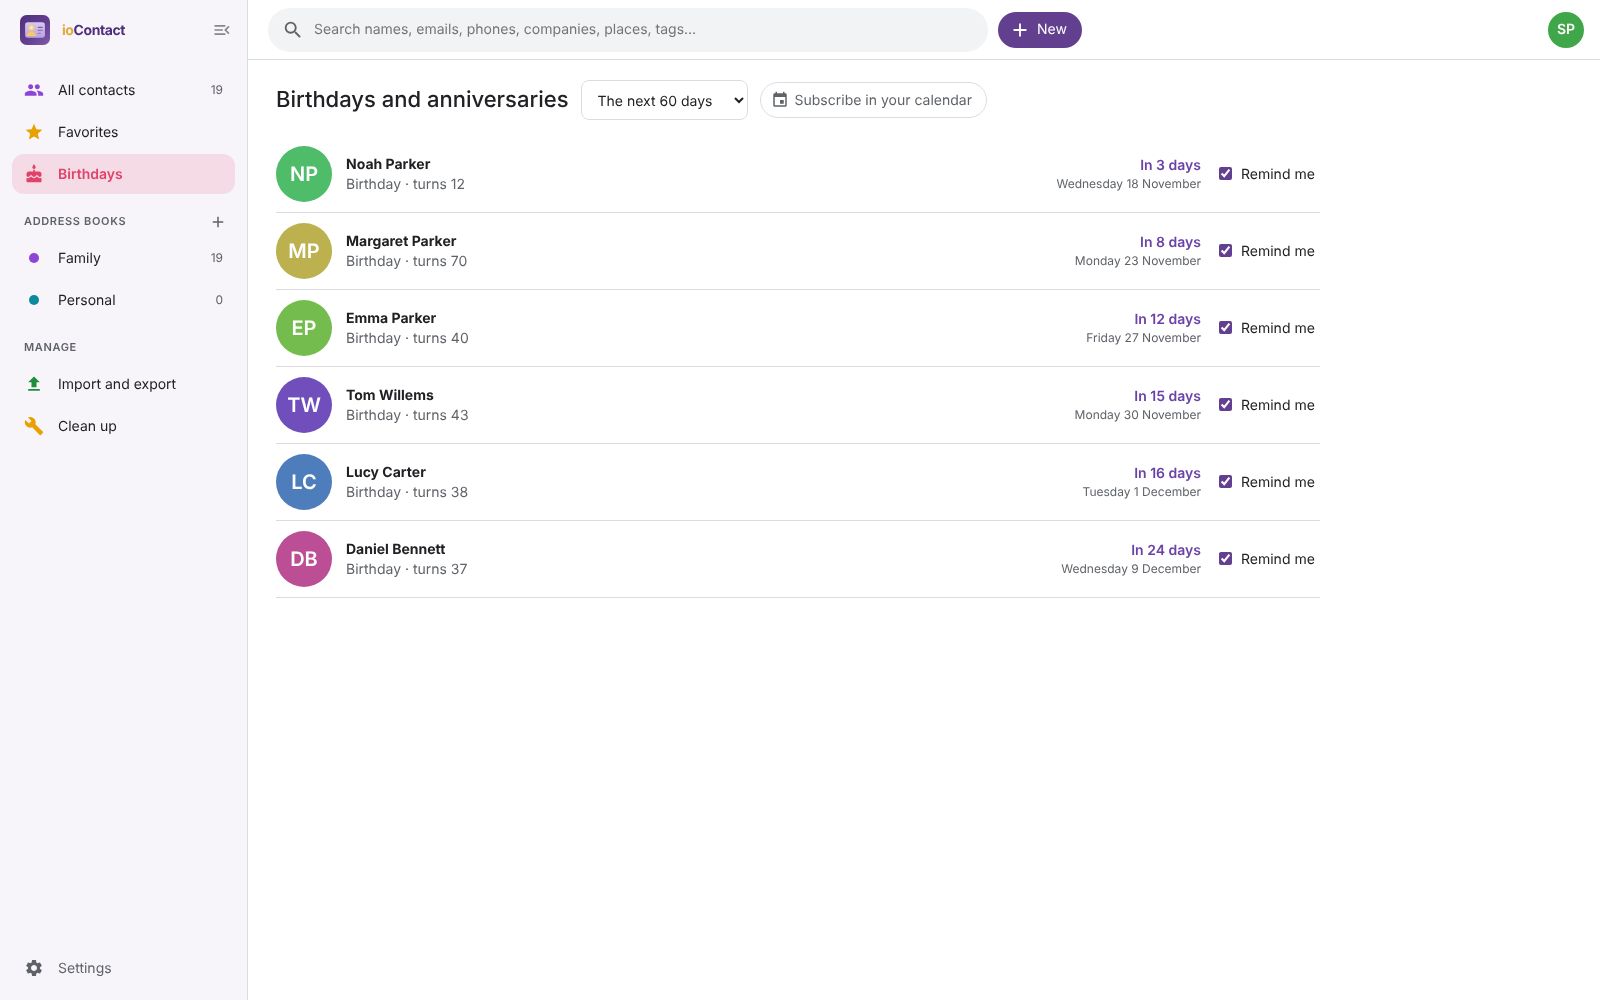 ioContact
Search names, emails, phones, companies, places, tags...
New
SP
All contacts 19
Favorites
Birthdays
ADDRESS BOOKS
Family 19
Personal 0
MANAGE
Import and export
Clean up
Settings
Birthdays and anniversaries
The next 60 days
Subscribe in your calendar
NP
Noah Parker
Birthday · turns 12
In 3 days
Wednesday 18 November
Remind me
MP
Margaret Parker
Birthday · turns 70
In 8 days
Monday 23 November
Remind me
EP
Emma Parker
Birthday · turns 40
In 12 days
Friday 27 November
Remind me
TW
Tom Willems
Birthday · turns 43
In 15 days
Monday 30 November
Remind me
LC
Lucy Carter
Birthday · turns 38
In 16 days
Tuesday 1 December
Remind me
DB
Daniel Bennett
Birthday · turns 37
In 24 days
Wednesday 9 December
Remind me